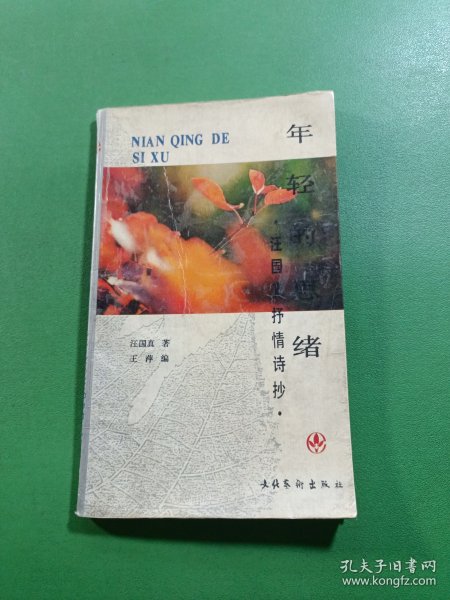 NIAN QING DE
SI XU
年轻的思绪
·汪国真抒情诗抄·
汪国真 著
王萍 编
文化艺术出版社
孔夫子旧书网
www.kongfz.com